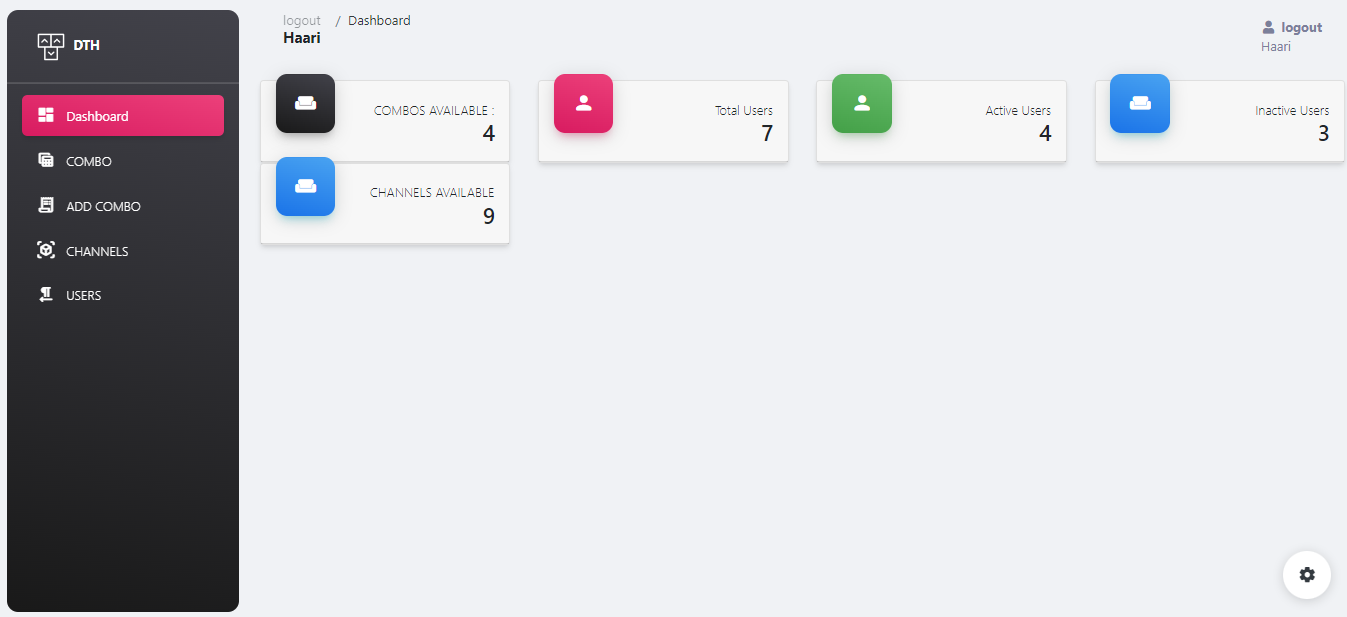 DTH
Dashboard
COMBO
ADD COMBO
CHANNELS
USERS
logout / Dashboard
Haari
logout
Haari
COMBOS AVAILABLE :
4
Total Users
7
Active Users
4
Inactive Users
3
CHANNELS AVAILABLE
9